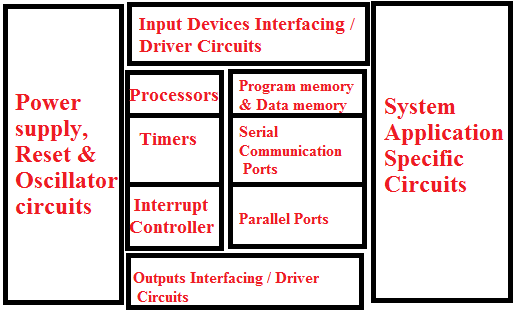 Power
supply,
Reset &
Oscillator
circuits
Input Devices Interfacing /
Driver Circuits
Processors
Program memory
& Data memory
Timers
Serial
Communication
Ports
Interrupt
Controller
Parallel Ports
Outputs Interfacing / Driver
Circuits
System
Application
Specific
Circuits